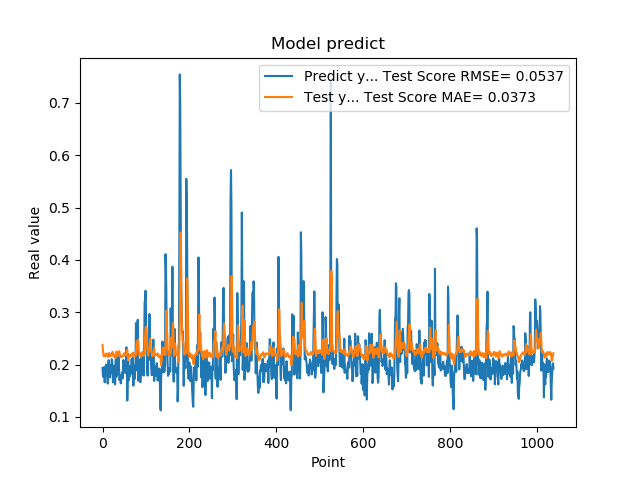 Model predict
Predict y... Test Score RMSE= 0.0537
Test y... Test Score MAE= 0.0373
Real value
0.7
0.6
0.5
0.4
0.3
0.2
0.1
0 200 400 600 800 1000
Point